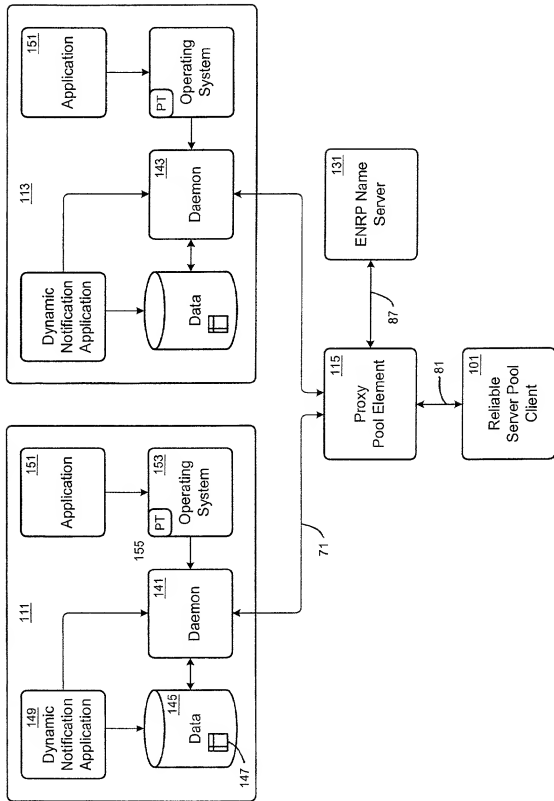 111
149
Dynamic
Notification
Application
151
Application
145
Data
147
141
Daemon
155
153
PT
Operating
System
113
Dynamic
Notification
Application
151
Application
Data
143
Daemon
PT
Operating
System
71
115
Proxy
Pool Element
87
131
ENRP Name
Server
81
101
Reliable
Server Pool
Client